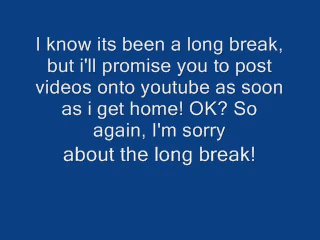 I know its been a long break,
but i'll promise you to post
videos onto youtube as soon
as i get home! OK? So
again, I'm sorry
about the long break!